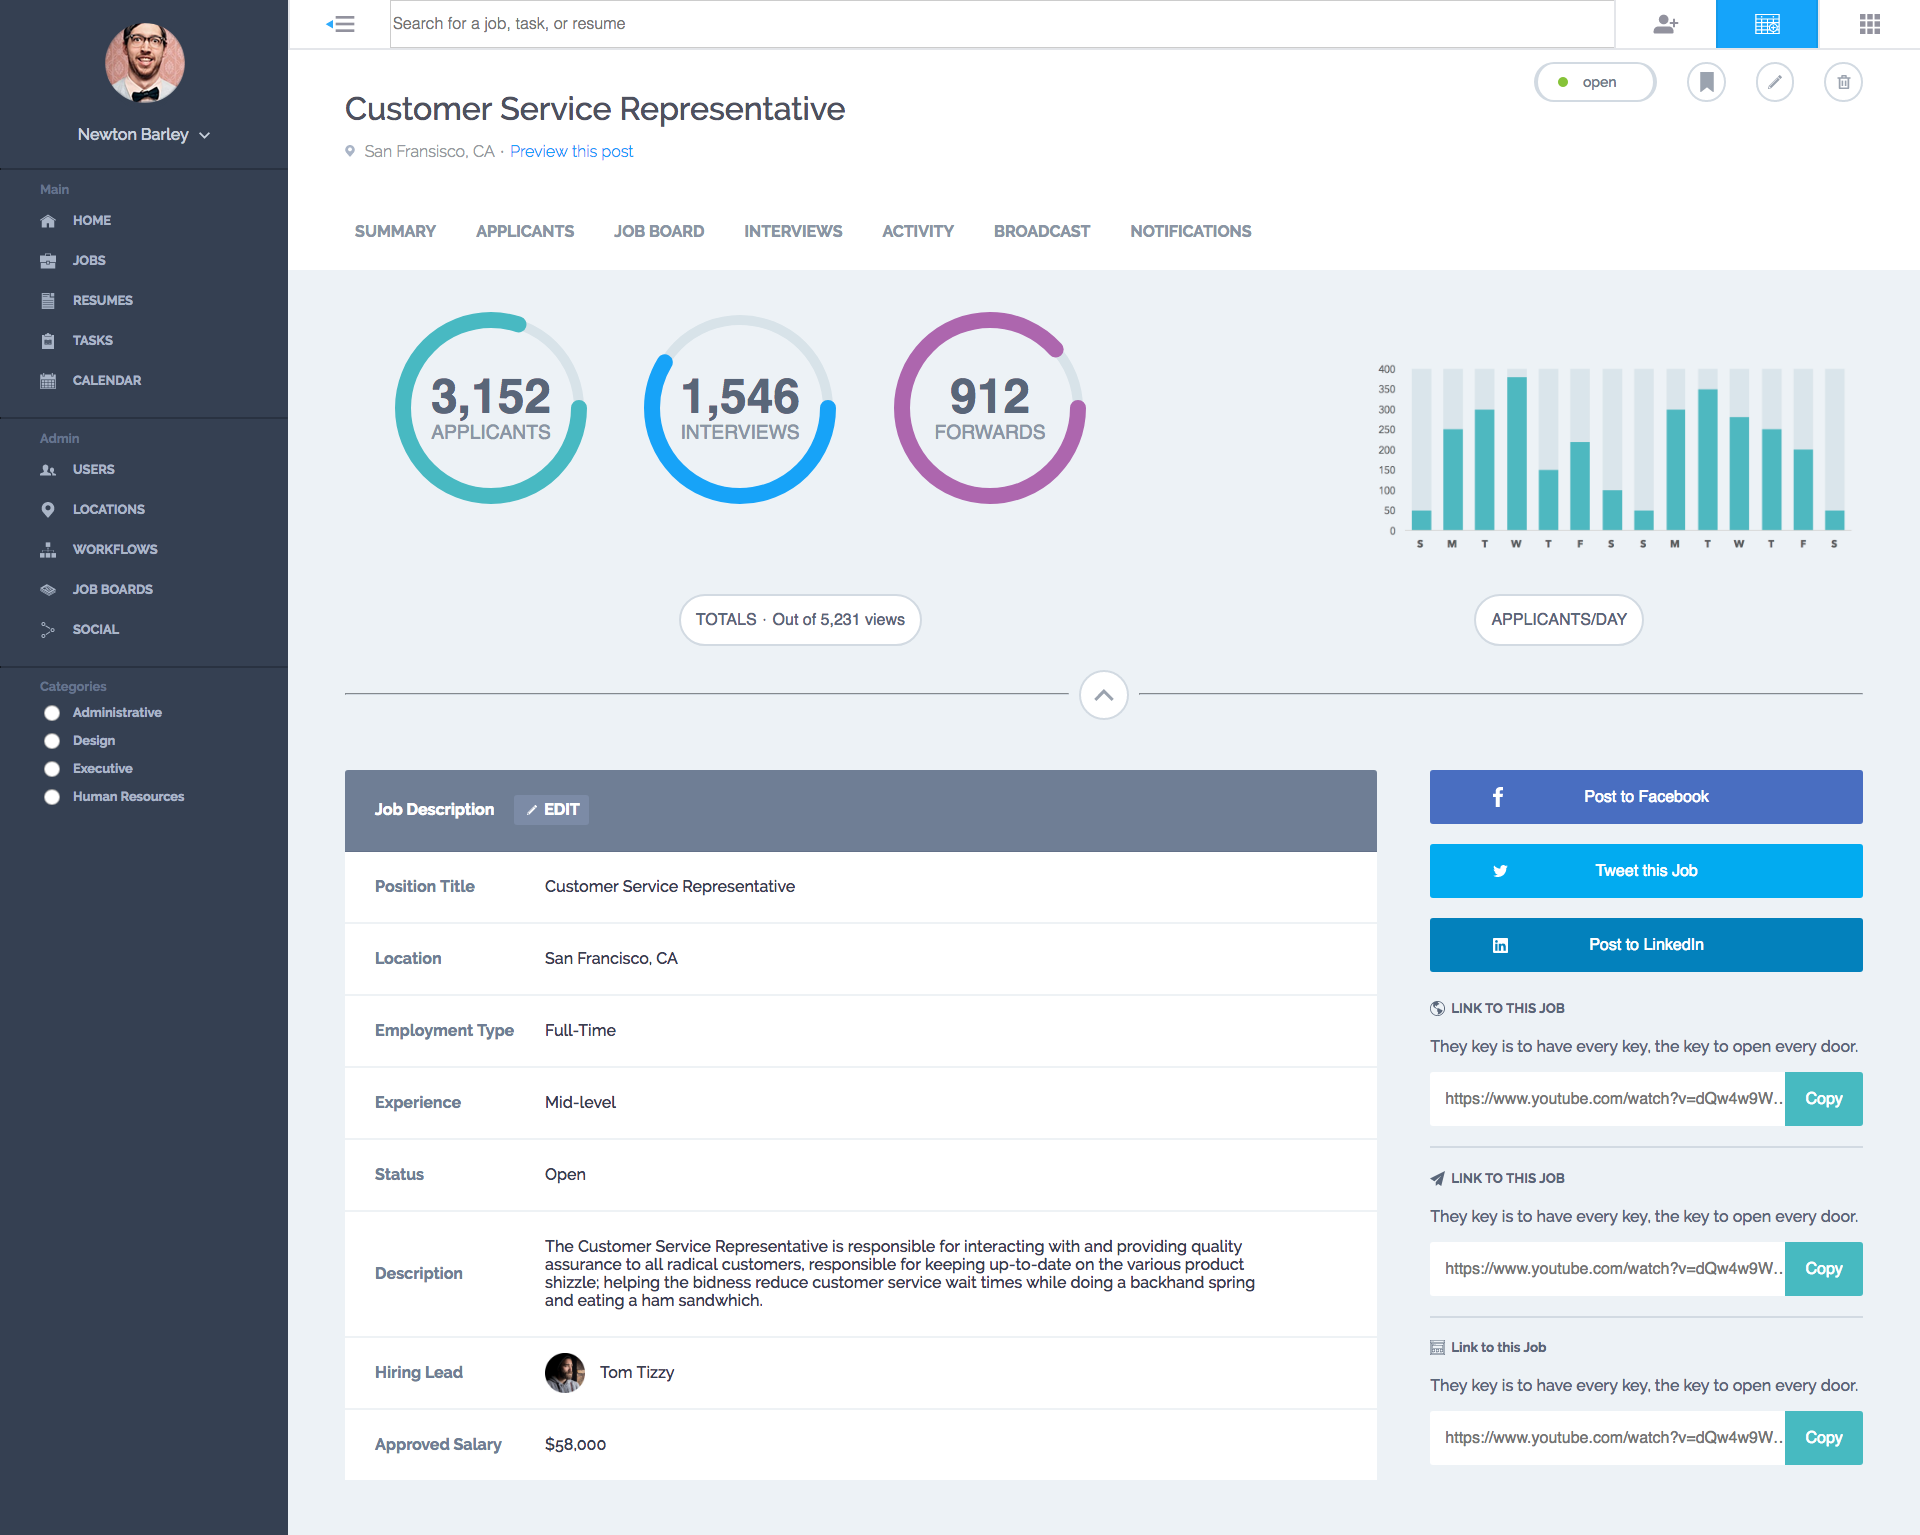 Search for a job, task, or resume
Newton Barley
Main
HOME
JOBS
RESUMES
TASKS
CALENDAR
Admin
USERS
LOCATIONS
WORKFLOWS
JOB BOARDS
SOCIAL
Categories
Administrative
Design
Executive
Human Resources
open
Customer Service Representative
San Fransisco, CA · Preview this post
SUMMARY APPLICANTS JOB BOARD INTERVIEWS ACTIVITY BROADCAST NOTIFICATIONS
3,152
APPLICANTS
1,546
INTERVIEWS
912
FORWARDS
TOTALS · Out of 5,231 views
400
350
300
250
200
150
100
50
0
S M T W T F S S M T W T F S
APPLICANTS/DAY
Job Description EDIT
Position Title Customer Service Representative
Location San Francisco, CA
Employment Type Full-Time
Experience Mid-level
Status Open
Description
The Customer Service Representative is responsible for interacting with and providing quality
assurance to all radical customers, responsible for keeping up-to-date on the various product
shizzle; helping the bidness reduce customer service wait times while doing a backhand spring
and eating a ham sandwhich.
Hiring Lead Tom Tizzy
Approved Salary $58,000
Post to Facebook
Tweet this Job
Post to LinkedIn
LINK TO THIS JOB
They key is to have every key, the key to open every door.
https://www.youtube.com/watch?v=dQw4w9W... Copy
LINK TO THIS JOB
They key is to have every key, the key to open every door.
https://www.youtube.com/watch?v=dQw4w9W... Copy
Link to this Job
They key is to have every key, the key to open every door.
https://www.youtube.com/watch?v=dQw4w9W... Copy